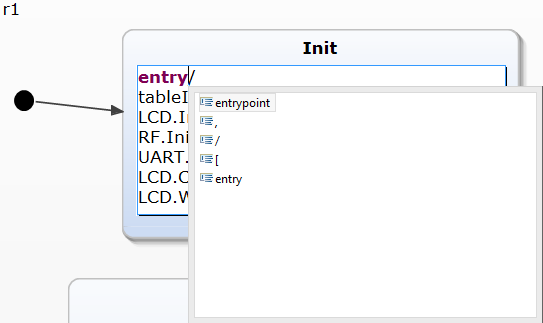 r1
Init
entry/
tableI
LCD.I
RF.Ini
UART.
LCD.C
LCD.W
entrypoint
,
/
[
entry